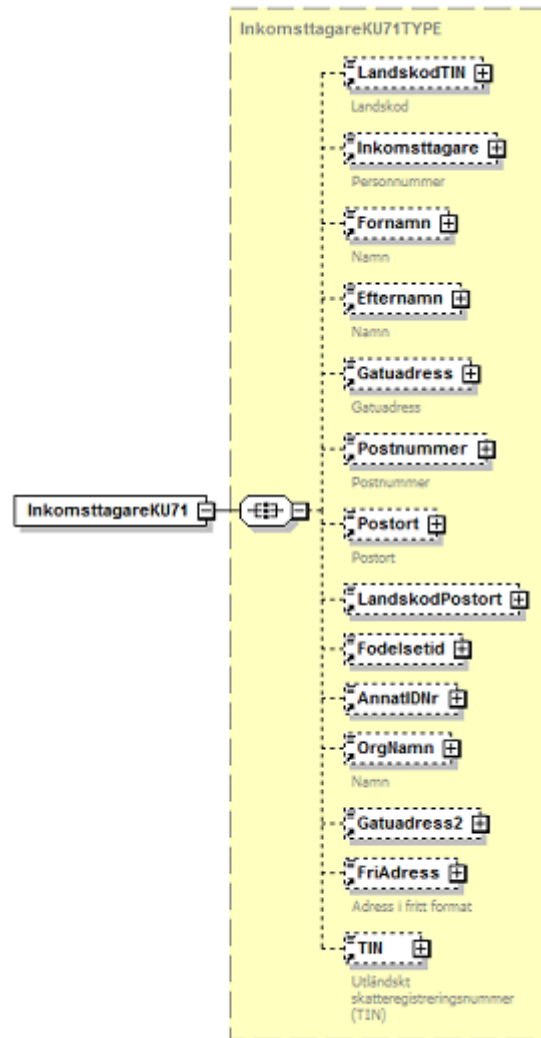 InkomsttagareKU71TYPE
LandskodTIN
Landskod
Inkomsttagare
Personnummer
Fornamn
Namn
Efternamn
Namn
Gatuadress
Gatuadress
Postnummer
Postnummer
InkomsttagareKU71
Postort
Postort
LandskodPostort
Fodelsetid
AnnatIDNr
OrgNamn
Namn
Gatuadress2
FriAdress
Adress i fritt format
TIN
Utländskt
skatteregistreringsnummer
(TIN)